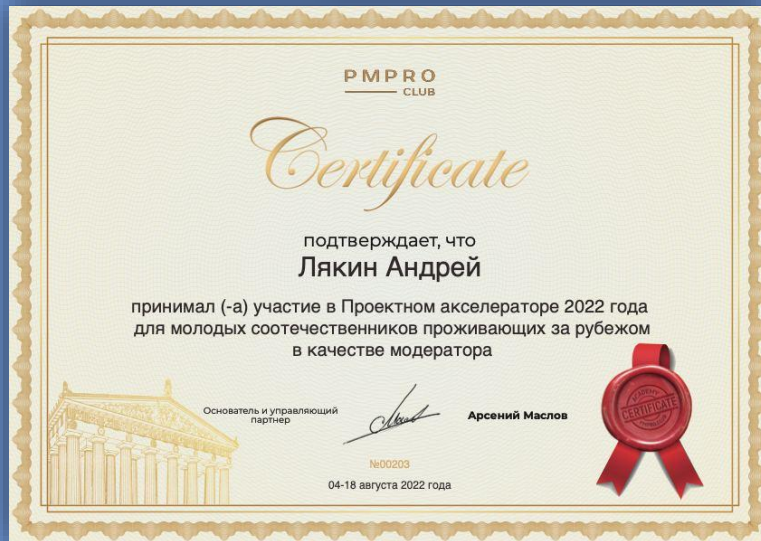 PMPRO
CLUB
Certificate
подтверждает, что
Лякин Андрей
принимал (-а) участие в Проектном акселераторе 2022 года
для молодых соотечественников проживающих за рубежом
в качестве модератора
Основатель и управляющий
партнер
Арсений Маслов
CERTIFICATE
№00203
04-18 августа 2022 года